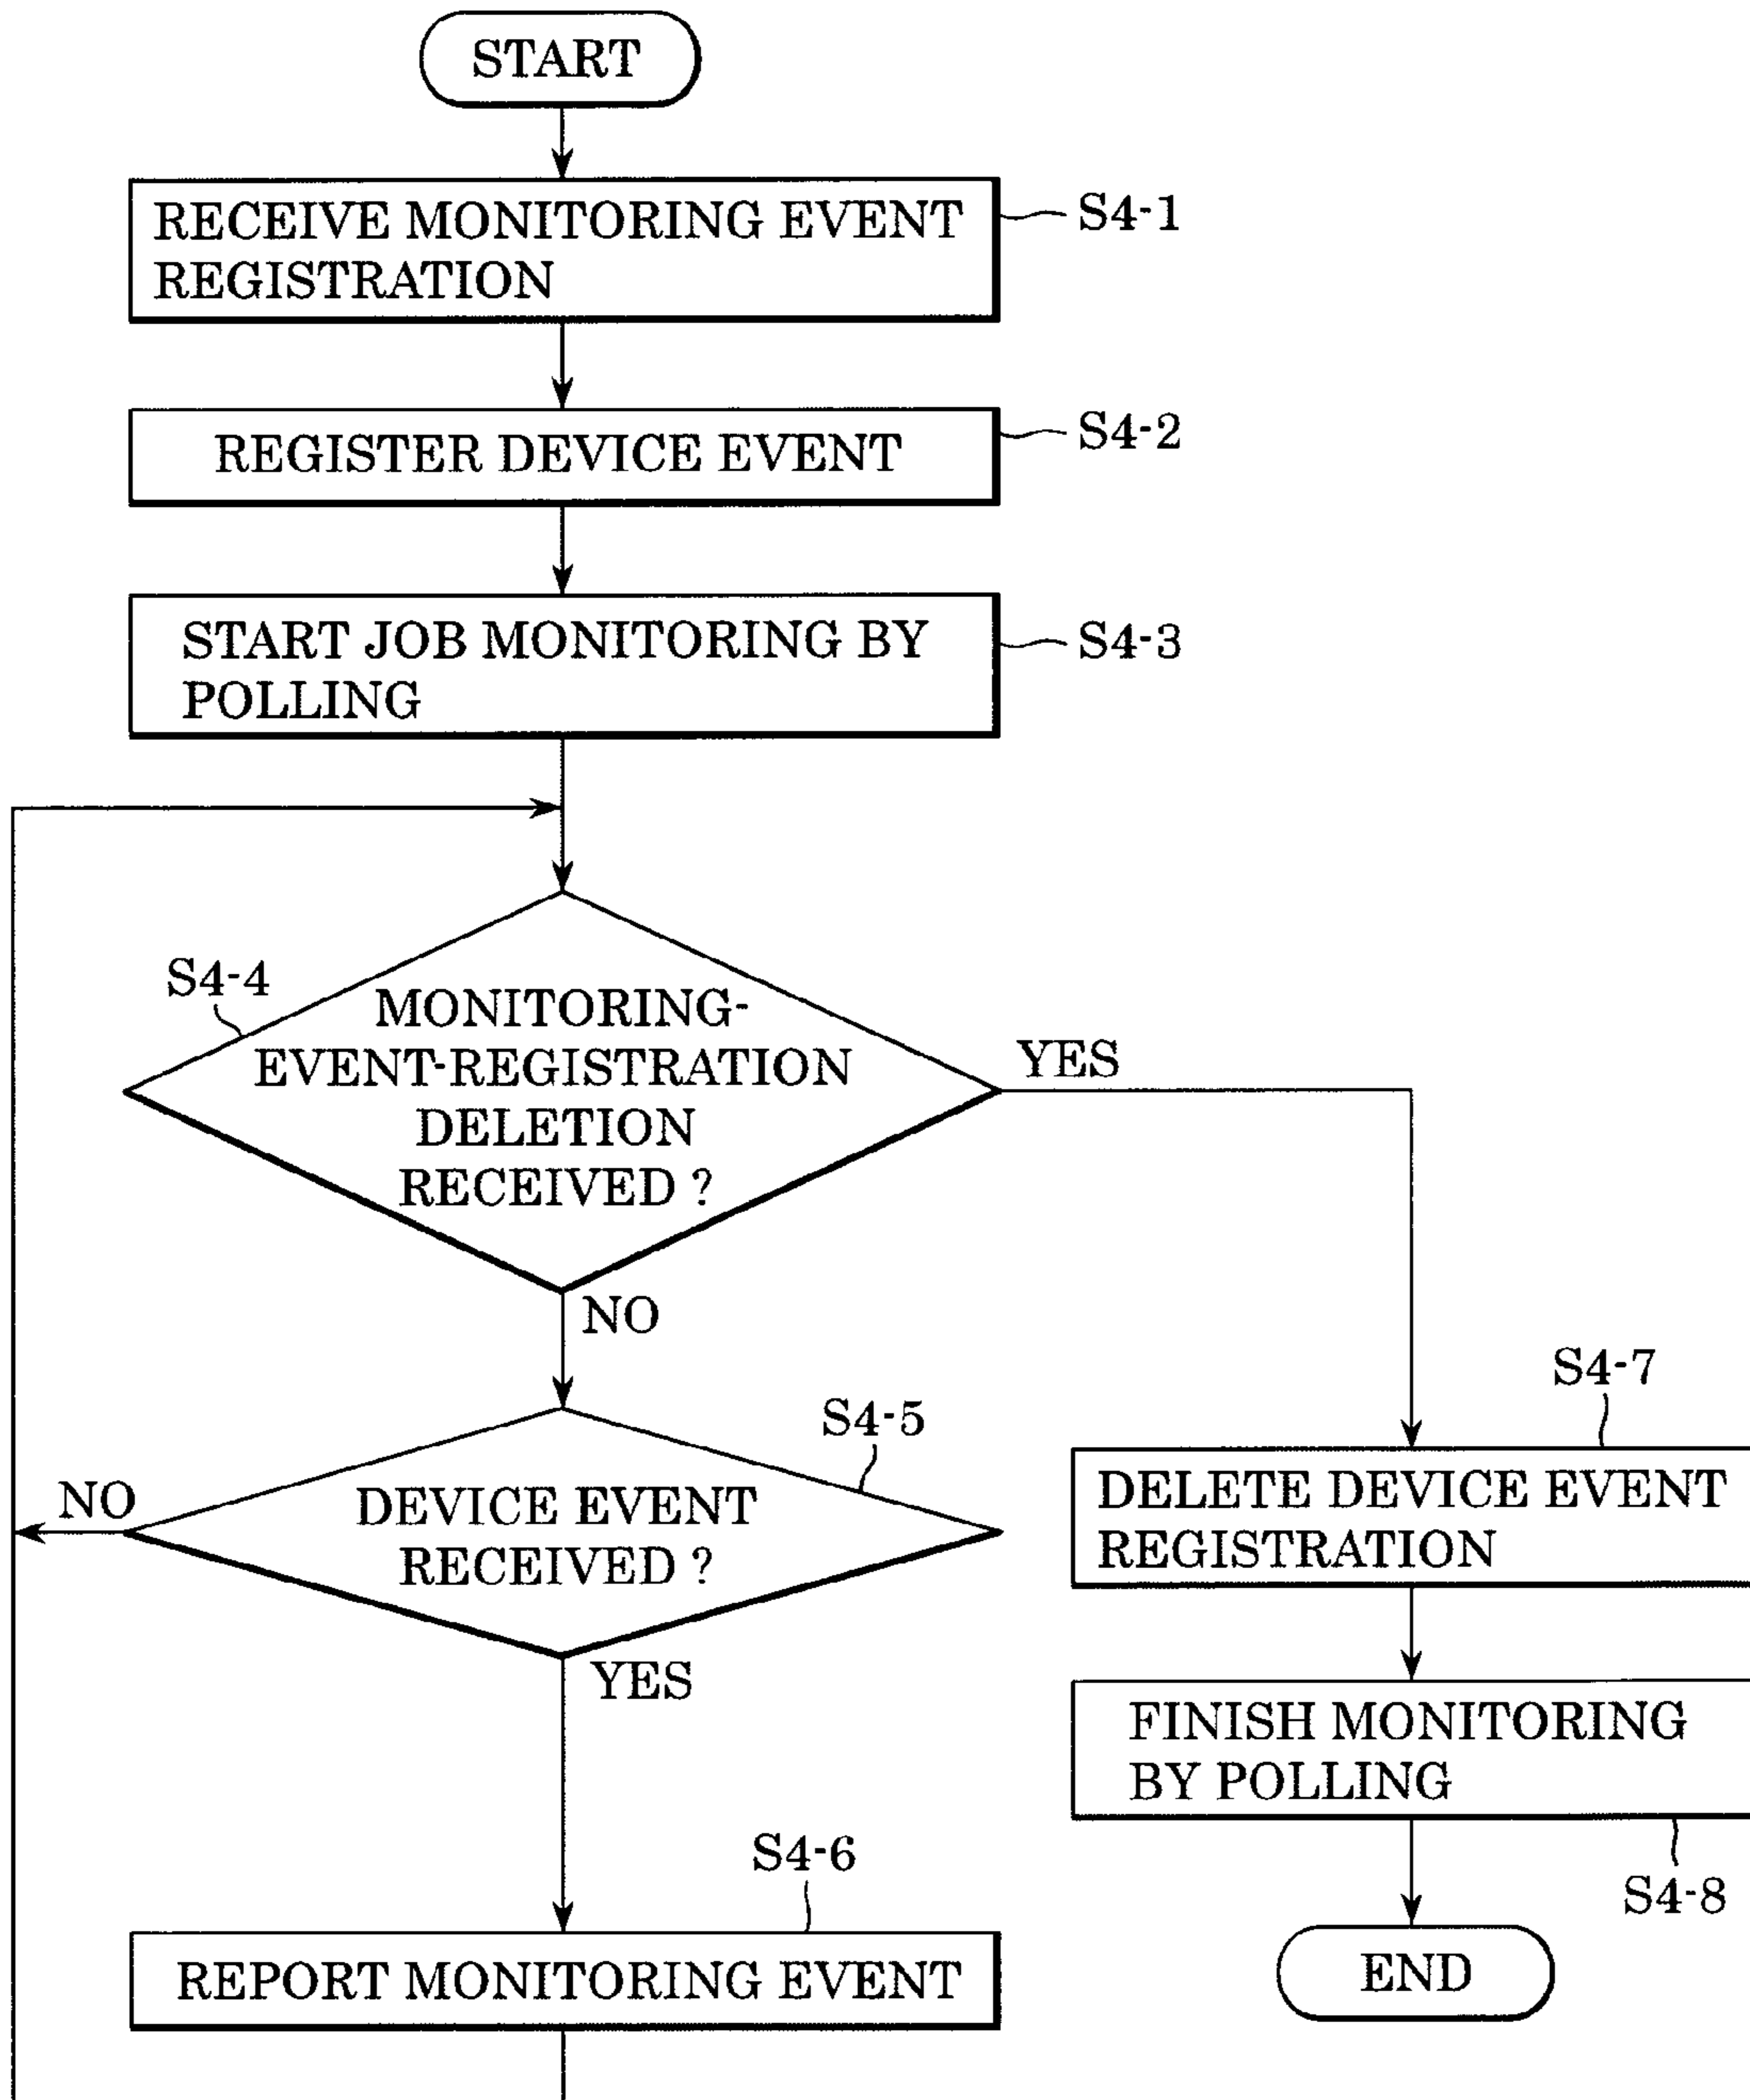 START
RECEIVE MONITORING EVENT
REGISTRATION
S4-1
REGISTER DEVICE EVENT
S4-2
START JOB MONITORING BY
POLLING
S4-3
S4-4
MONITORING-
EVENT-REGISTRATION
DELETION
RECEIVED ?
YES
NO
S4-5
DEVICE EVENT
RECEIVED ?
NO
YES
S4-6
REPORT MONITORING EVENT
S4-7
DELETE DEVICE EVENT
REGISTRATION
FINISH MONITORING
BY POLLING
S4-8
END